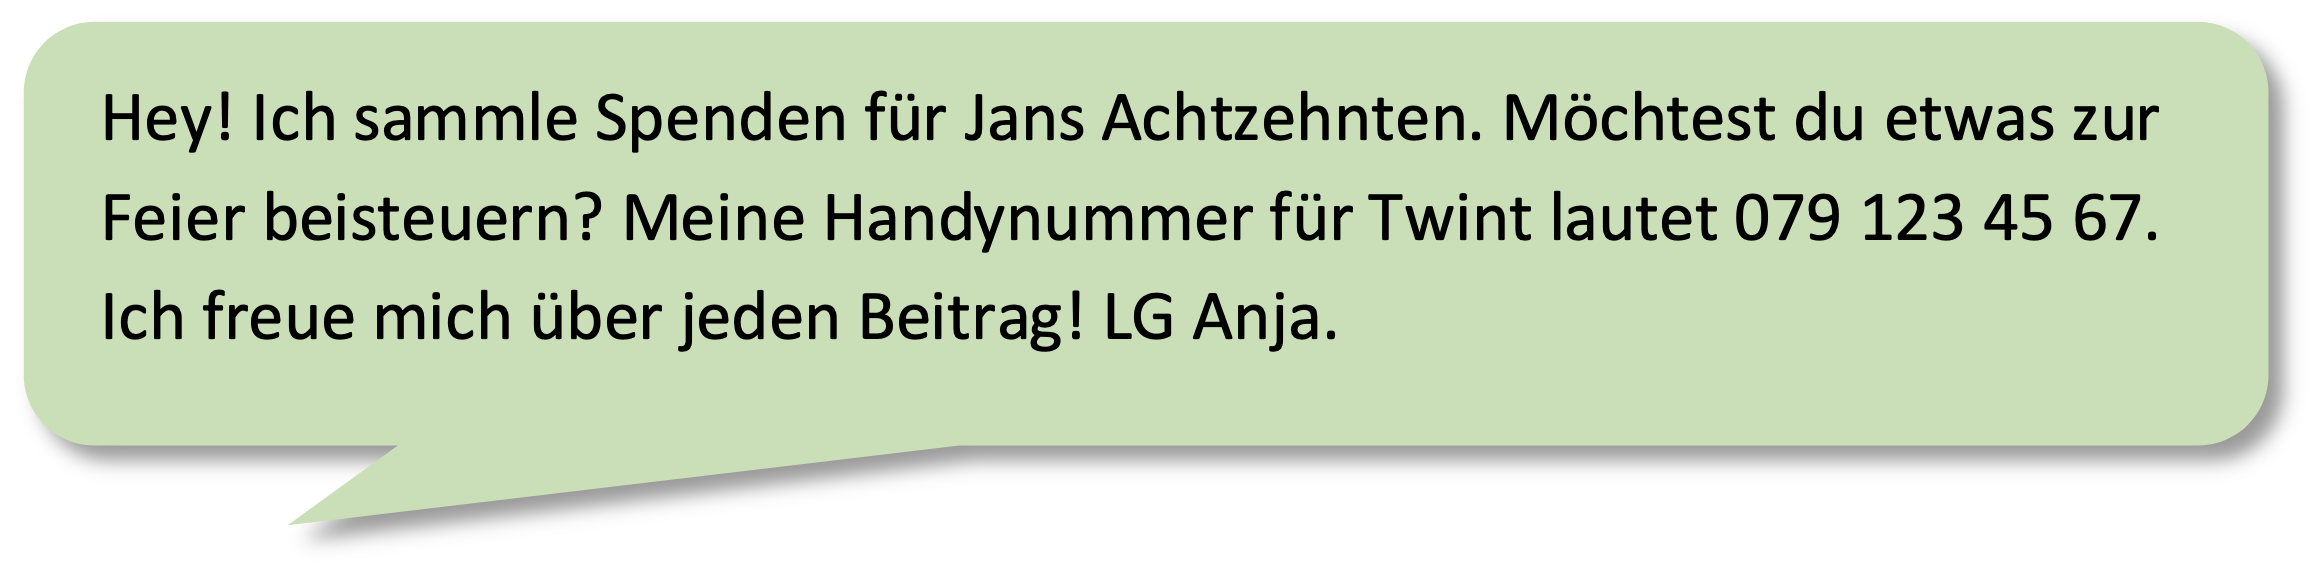 Hey! Ich sammle Spenden für Jans Achtzehnten. Möchtest du etwas zur
Feier beisteuern? Meine Handynummer für Twint lautet 079 123 45 67.
Ich freue mich über jeden Beitrag! LG Anja.